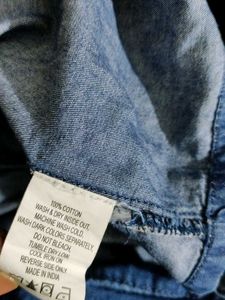 100% COTTON
WASH & DRY INSIDE OUT.
MACHINE WASH COLD.
WASH DARK COLORS SEPARATELY.
DO NOT BLEACH
TUMBLE DRY LOW
COOL IRON ON
REVERSE SIDE ONLY.
MADE IN INDIA